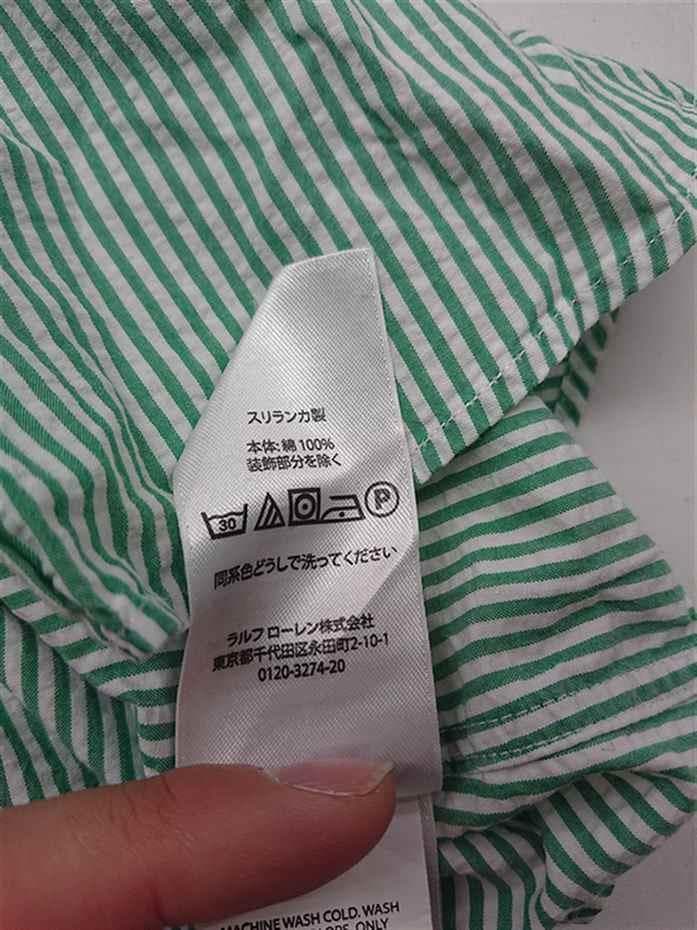 スリランカ製
本体: 綿 100%
装飾部分を除く
30 P
同系色どうしで洗ってください
ラルフ ローレン株式会社
東京都千代田区永田町2-10-1
0120-3274-20
MACHINE WASH COLD. WASH
ONLY